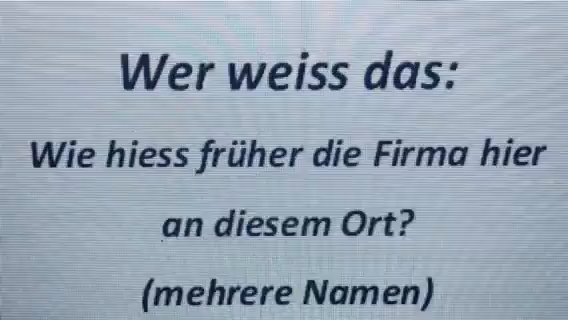 Wer weiss das:
Wie hiess früher die Firma hier
an diesem Ort?
(mehrere Namen)